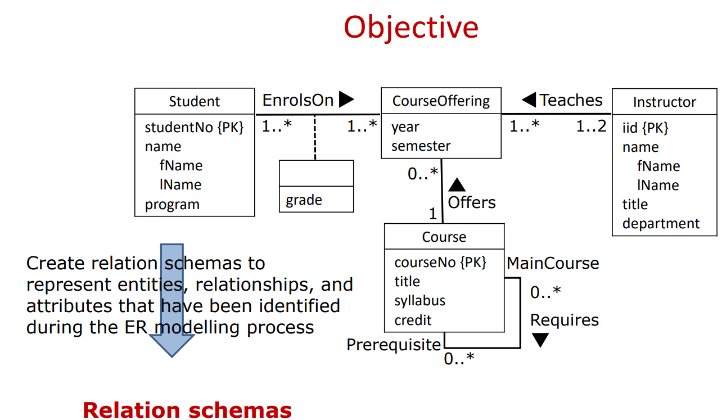 Objective
Student
studentNo {PK}
name
fName
lName
program
EnrolsOn ▶
1..*
1..*
grade
CourseOffering
year
semester
◀ Teaches
1..*
1..2
Instructor
iid {PK}
name
fName
lName
title
department
0..*
▲
Offers
1
Course
courseNo {PK}
title
syllabus
credit
MainCourse
0..*
Requires
▼
Prerequisite
0..*
Create relation schemas to
represent entities, relationships, and
attributes that have been identified
during the ER modelling process
Relation schemas